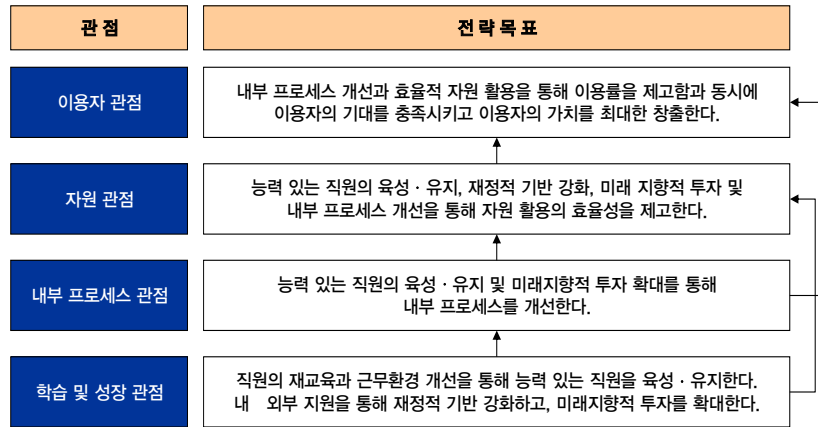 관점
전략목표
이용자 관점
내부 프로세스 개선과 효율적 자원 활용을 통해 이용률을 제고함과 동시에
이용자의 기대를 충족시키고 이용자의 가치를 최대한 창출한다.
자원 관점
능력 있는 직원의 육성 · 유지, 재정적 기반 강화, 미래 지향적 투자 및
내부 프로세스 개선을 통해 자원 활용의 효율성을 제고한다.
내부 프로세스 관점
능력 있는 직원의 육성 · 유지 및 미래지향적 투자 확대를 통해
내부 프로세스를 개선한다.
학습 및 성장 관점
직원의 재교육과 근무환경 개선을 통해 능력 있는 직원을 육성 · 유지한다.
내 외부 지원을 통해 재정적 기반 강화하고, 미래지향적 투자를 확대한다.